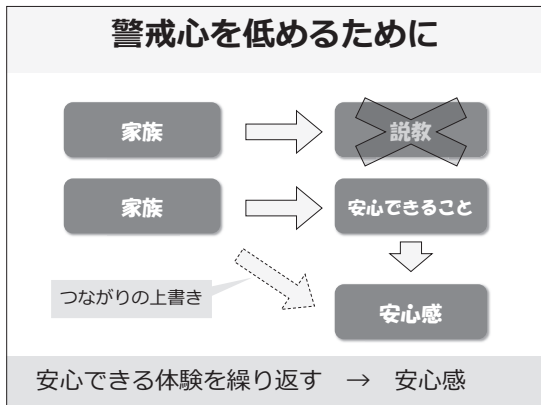 警戒心を低めるために
家族
説教
家族
安心できること
つながりの上書き
安心感
安心できる体験を繰り返す → 安心感